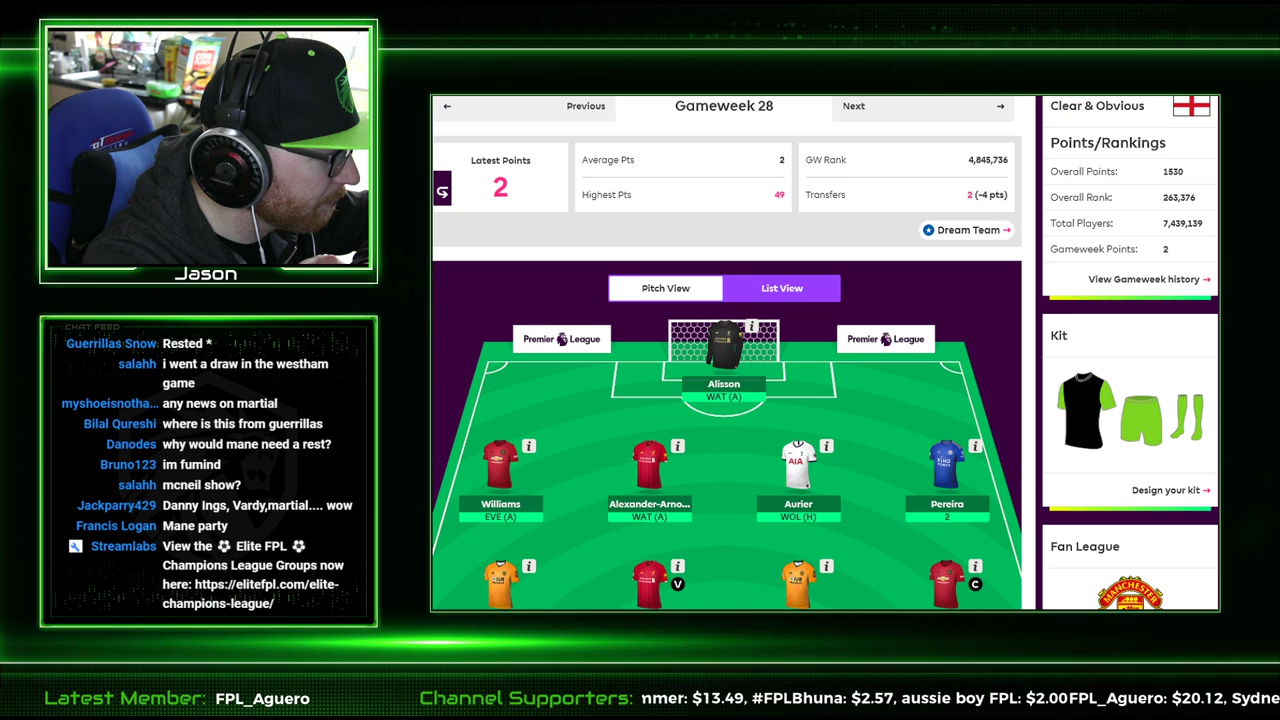 Jason
CHAT FEED
Guerrillas Snow Rested *
salahh i went a draw in the westham
game
myshoeisnotha... any news on martial
Bilal Qureshi where is this from guerrillas
Danodes why would mane need a rest?
Bruno123 im fumind
salahh mcneil show?
Jackparry429 Danny Ings, Vardy,martial.... wow
Francis Logan Mane party
Streamlabs View the ⚽ Elite FPL ⚽
Champions League Groups now
here: https://elitefpl.com/elite-
champions-league/
← Previous
Gameweek 28
Next →
Latest Points
2
Average Pts 2
Highest Pts 49
GW Rank 4,845,736
Transfers 2 (-4 pts)
Dream Team →
Pitch View
List View
Premier League
Premier League
Alisson
WAT (A)
Williams
EVE (A)
Alexander-Arno...
WAT (A)
AIA
Aurier
WOL (H)
KING
POWER
Pereira
2
V
C
Clear & Obvious
Points/Rankings
Overall Points: 1530
Overall Rank: 263,376
Total Players: 7,439,139
Gameweek Points: 2
View Gameweek history →
Kit
Design your kit →
Fan League
MANCHESTER
Latest Member: FPL_Aguero
Channel Supporters: nmer: $13.49, #FPLBhuna: $2.57, aussie boy FPL: $2.00FPL_Aguero: $20.12, Sydne